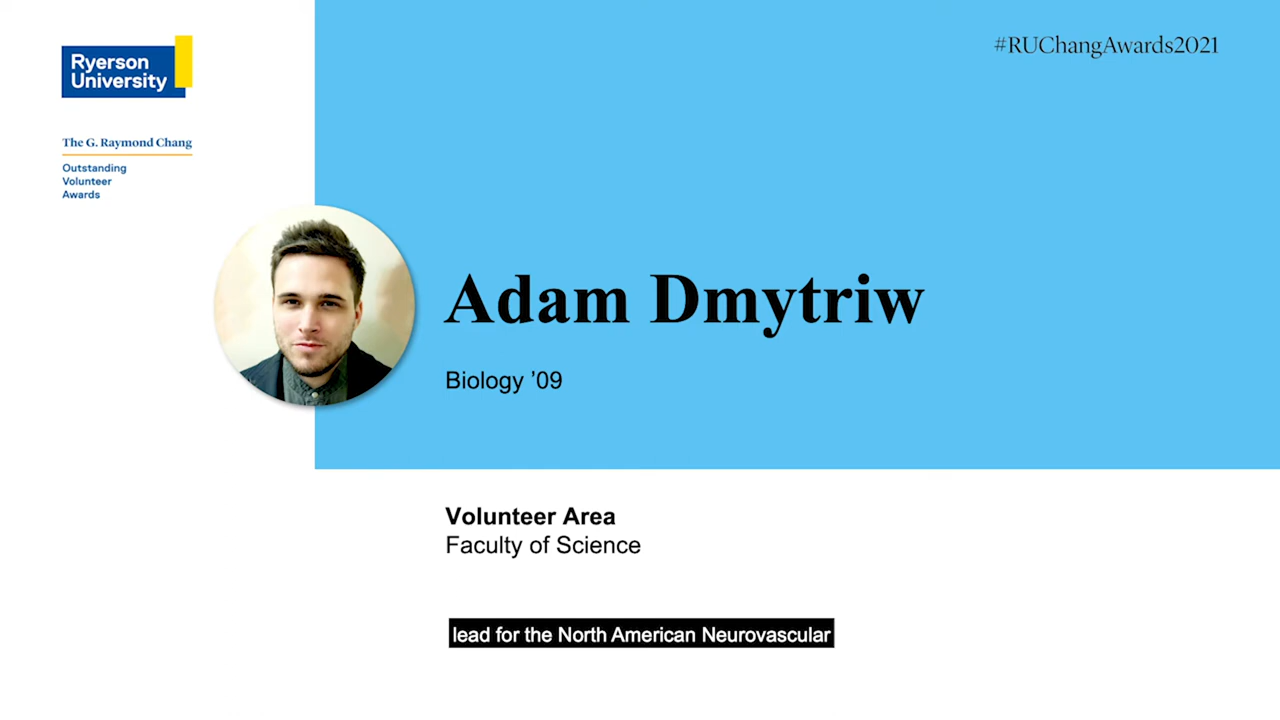 Ryerson
University
#RUChangAwards2021
The G. Raymond Chang
Outstanding
Volunteer
Awards
Adam Dmytriw
Biology ’09
Volunteer Area
Faculty of Science
lead for the North American Neurovascular